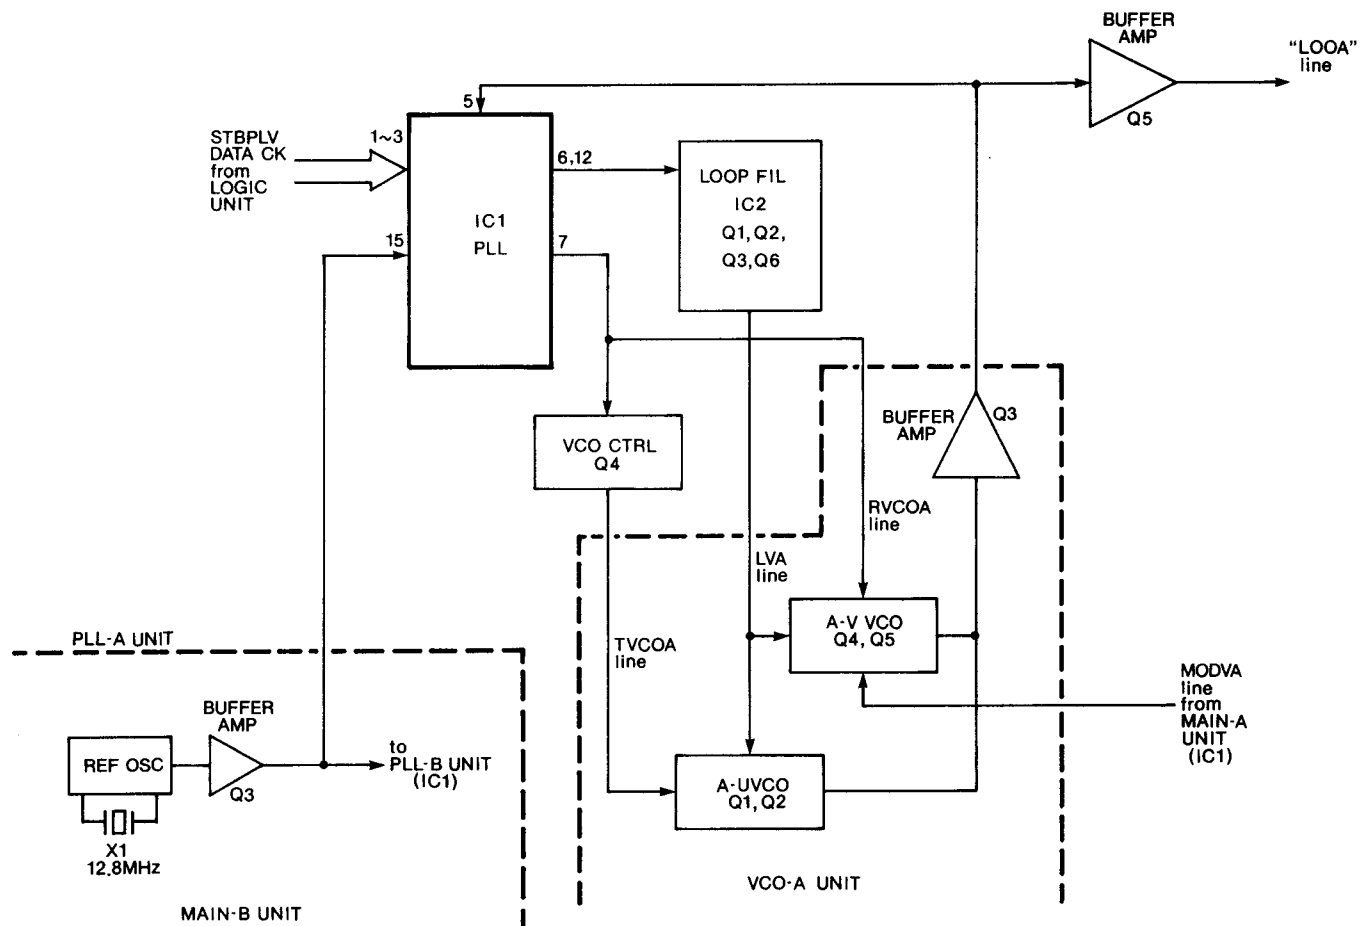 BUFFER
AMP
Q5
“LOOA”
line
5
STBPLV
DATA CK
from
LOGIC
UNIT
1~3
15
IC1
PLL
6,12
7
LOOP FIL
IC2
Q1, Q2,
Q3, Q6
VCO CTRL
Q4
BUFFER
AMP
Q3
RVCOA
line
LVA
line
A-V VCO
Q4, Q5
TVCOA
line
MODVA
line
from
MAIN-A
UNIT
(IC1)
A-UVCO
Q1, Q2
VCO-A UNIT
PLL-A UNIT
BUFFER
AMP
Q3
REF OSC
X1
12.8MHz
to
PLL-B UNIT
(IC1)
MAIN-B UNIT